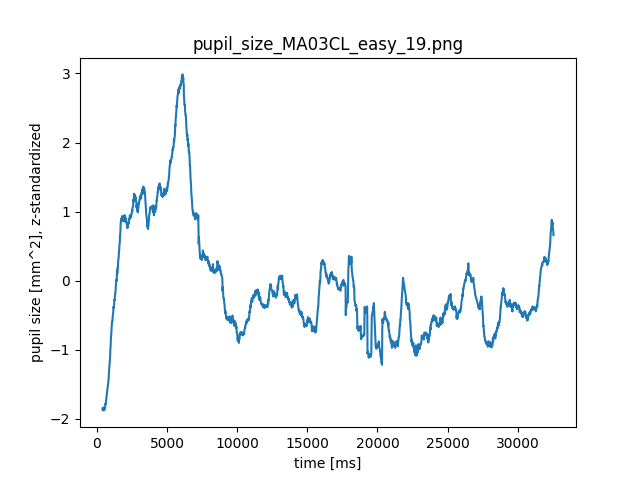 pupil_size_MA03CL_easy_19.png
pupil size [mm^2], z-standardized
3
2
1
0
−1
−2
0 5000 10000 15000 20000 25000 30000
time [ms]